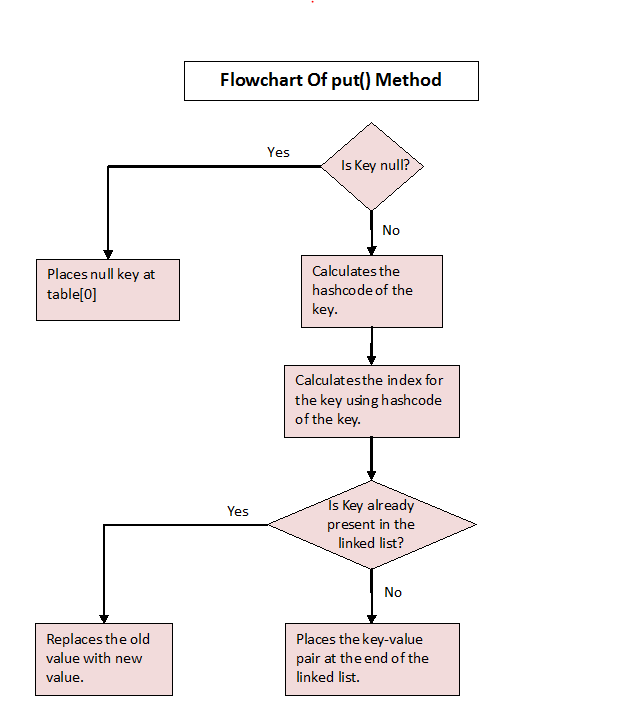 Flowchart Of put() Method
Yes
Is Key null?
No
Places null key at
table[0]
Calculates the
hashcode of the
key.
Calculates the index for
the key using hashcode
of the key.
Yes
Is Key already
present in the
linked list?
No
Replaces the old
value with new
value.
Places the key-value
pair at the end of the
linked list.